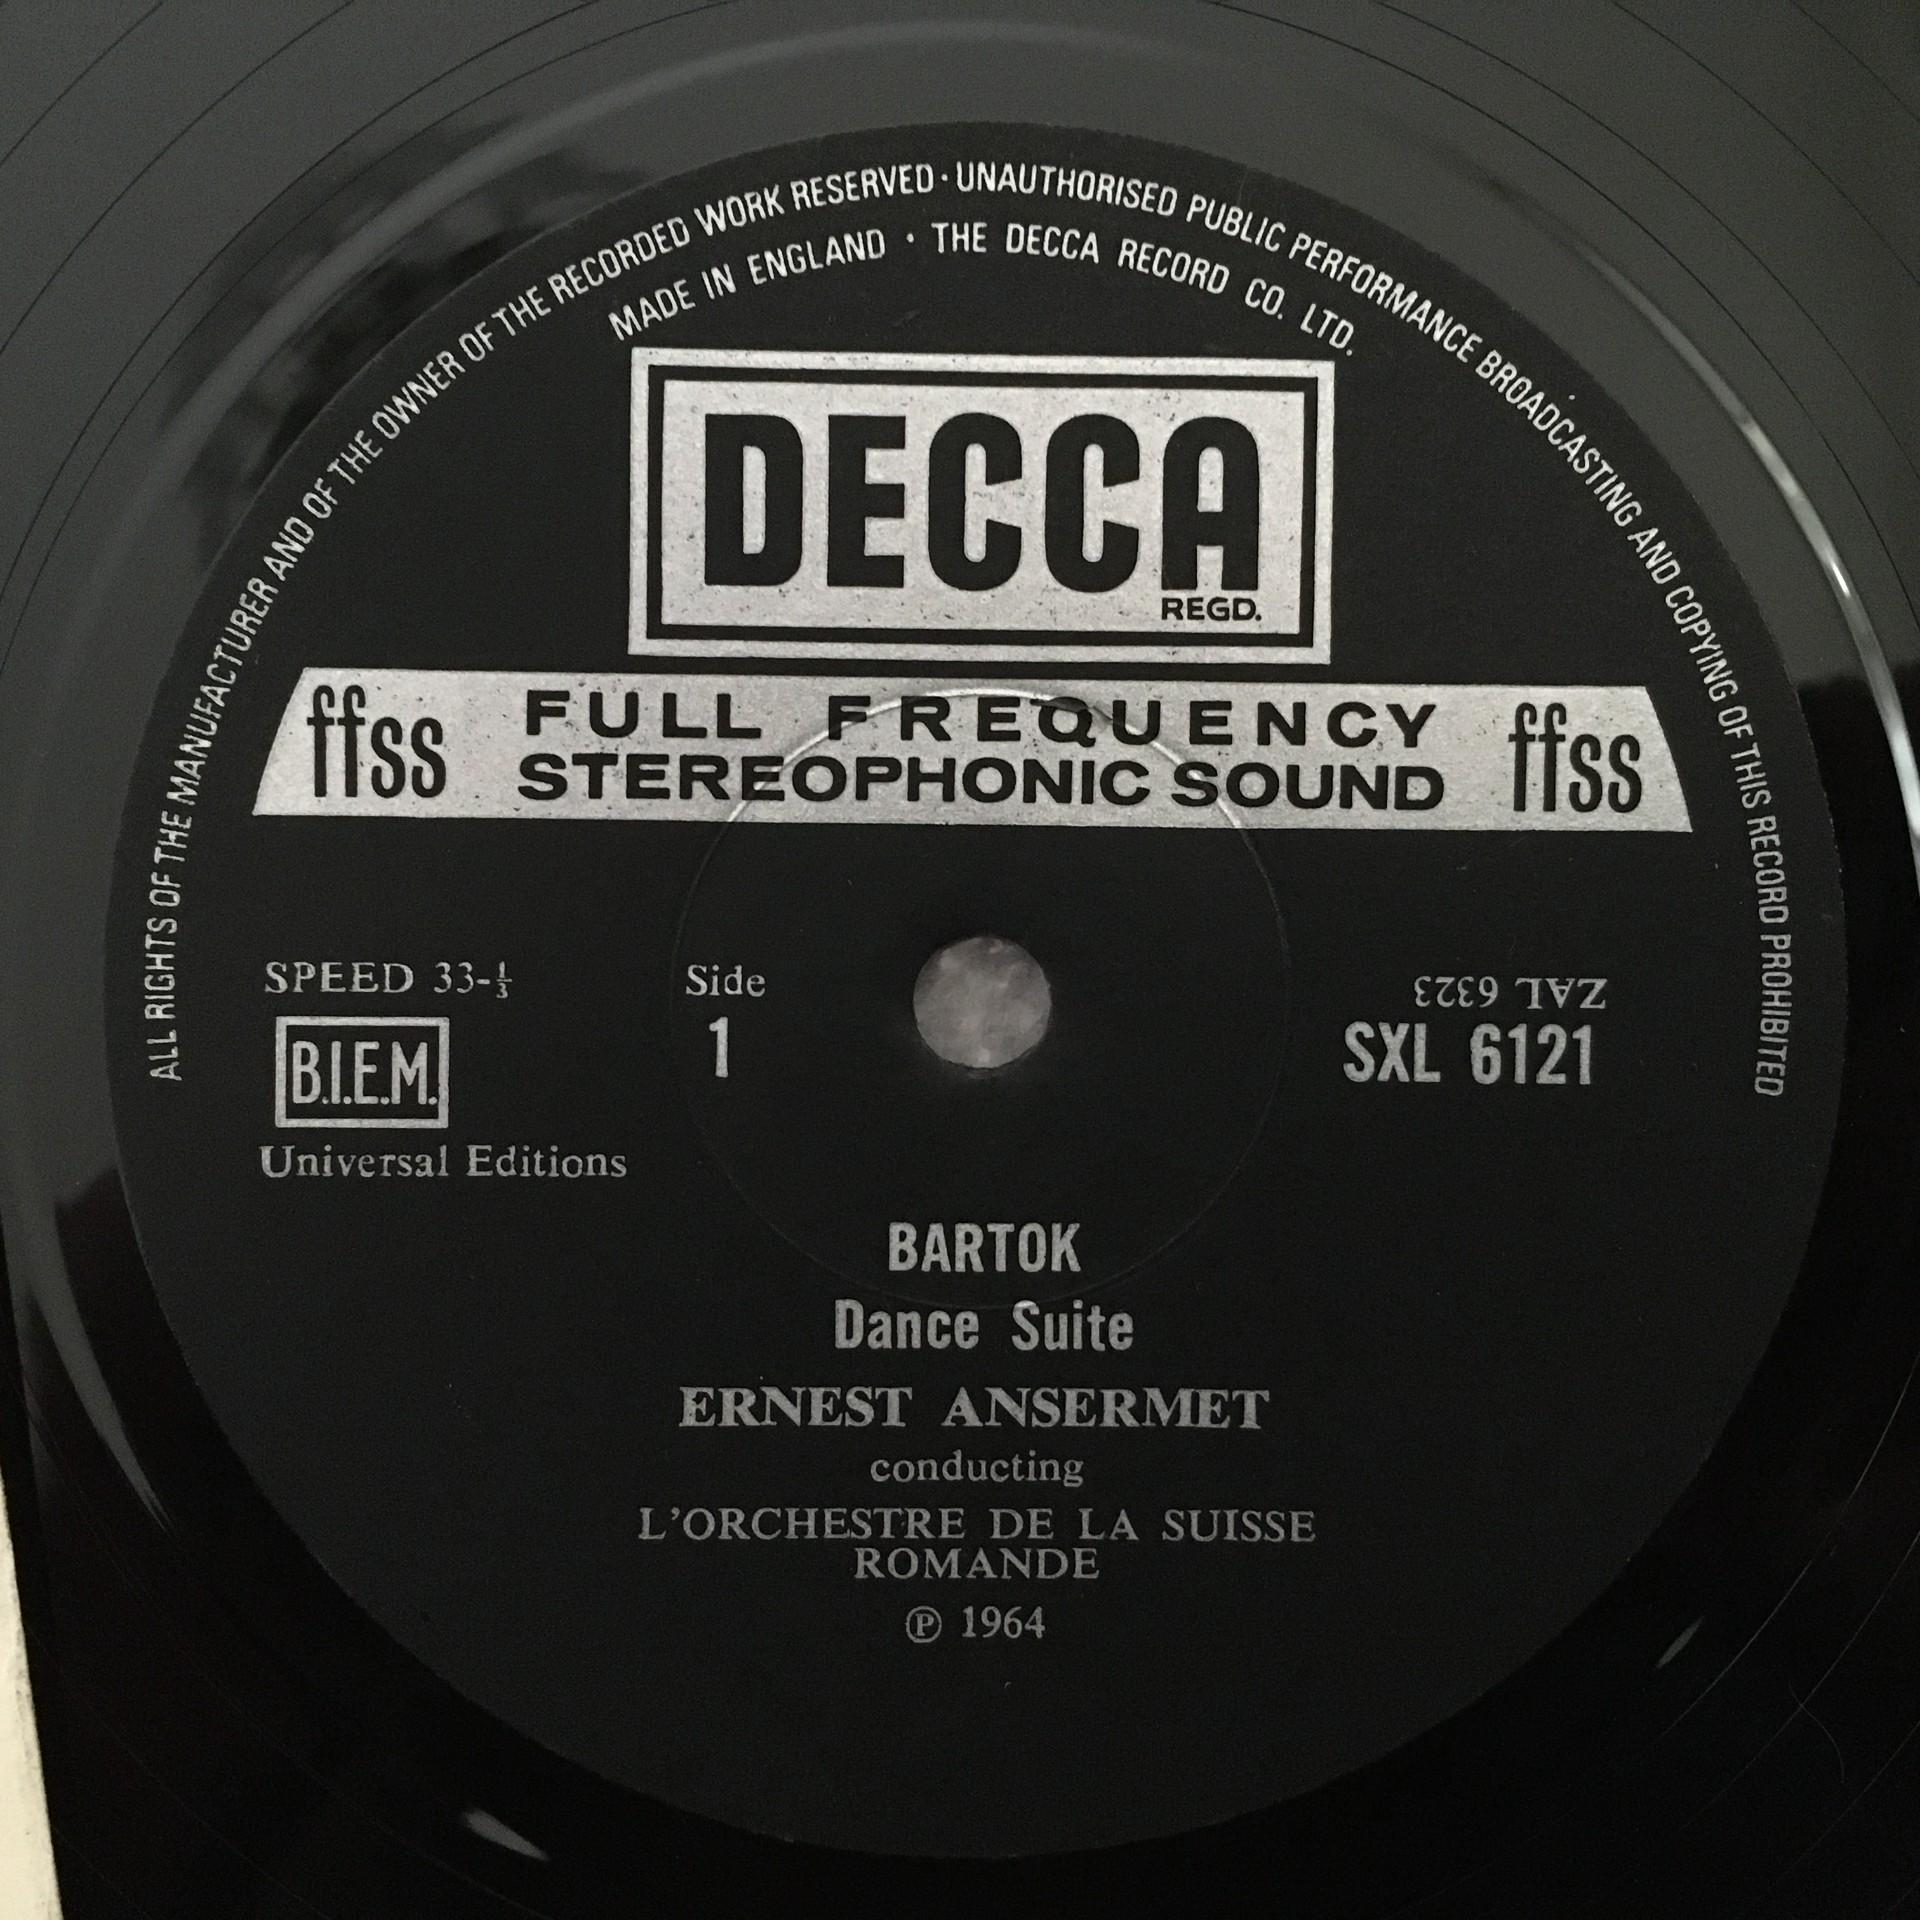 ALL RIGHTS OF THE MANUFACTURER AND OF THE OWNER OF THE RECORDED WORK RESERVED · UNAUTHORISED PUBLIC PERFORMANCE BROADCASTING AND COPYING OF THIS RECORD PROHIBITED
MADE IN ENGLAND · THE DECCA RECORD CO. LTD.
DECCA
REGD.
ffss FULL FREQUENCY STEREOPHONIC SOUND ffss
SPEED 33-⅓
Side
1
ZAL 6323
SXL 6121
B.I.E.M.
Universal Editions
BARTOK
Dance Suite
ERNEST ANSERMET
conducting
L'ORCHESTRE DE LA SUISSE
ROMANDE
℗ 1964